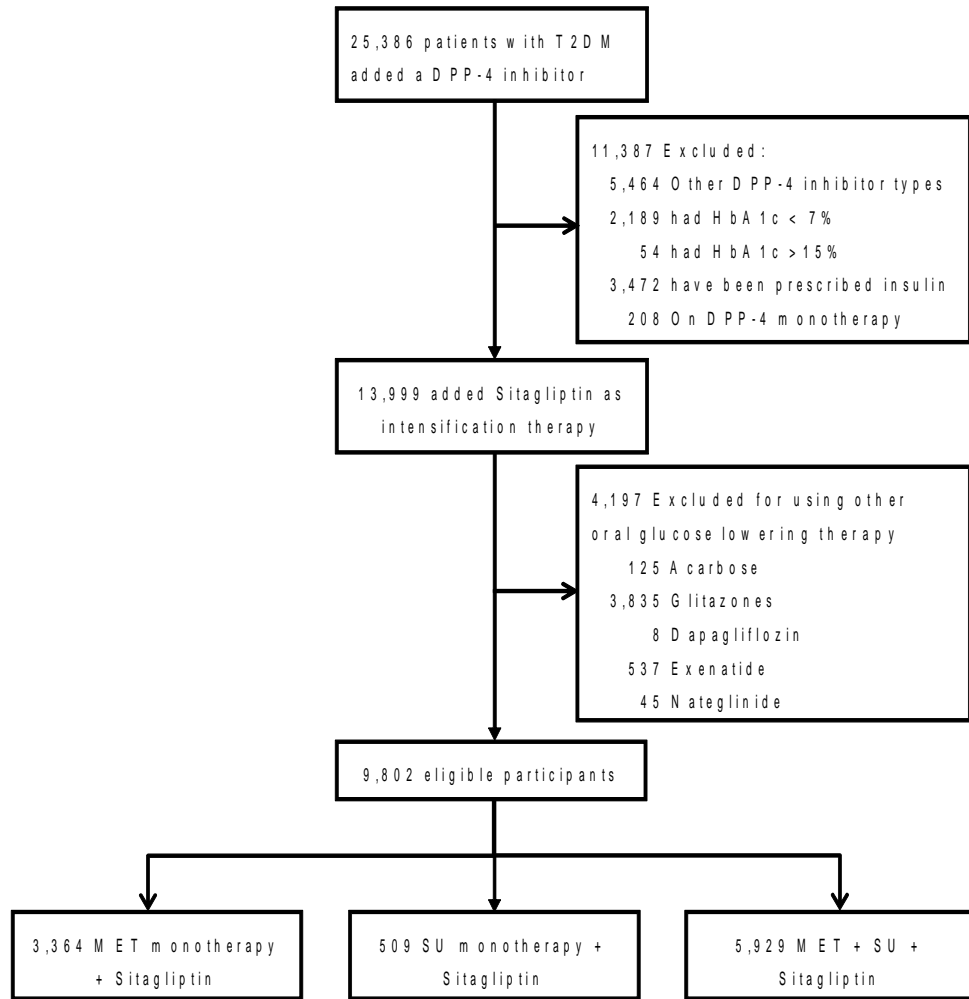 25,386 patients with T2DM
added a DPP-4 inhibitor
11,387 Excluded:
5,464 Other DPP-4 inhibitor types
2,189 had HbA1c < 7%
54 had HbA1c >15%
3,472 have been prescribed insulin
208 On DPP-4 monotherapy
13,999 added Sitagliptin as
intensification therapy
4,197 Excluded for using other
oral glucose lowering therapy
125 Acarbose
3,835 Glitazones
8 Dapagliflozin
537 Exenatide
45 Nateglinide
9,802 eligible participants
3,364 MET monotherapy
+ Sitagliptin
509 SU monotherapy +
Sitagliptin
5,929 MET + SU +
Sitagliptin